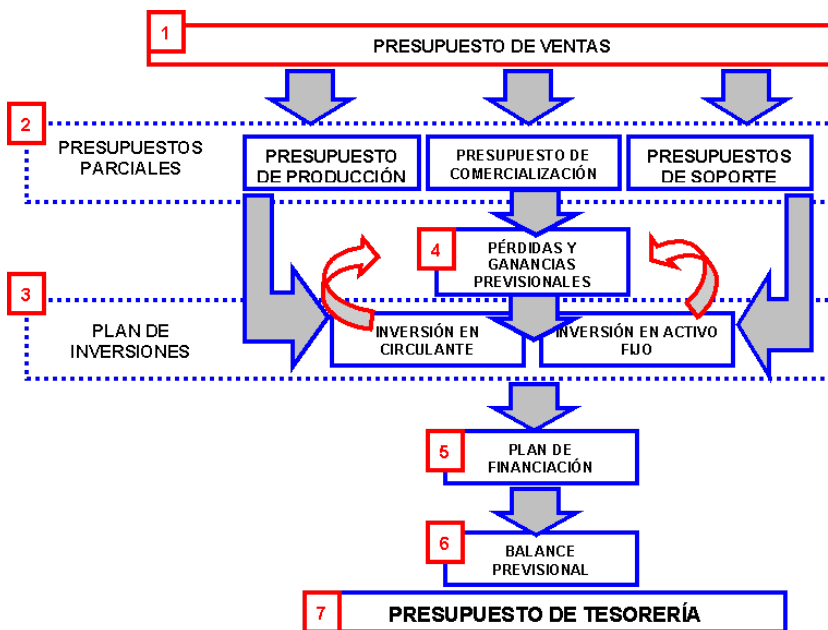 1
PRESUPUESTO DE VENTAS
2
PRESUPUESTOS
PARCIALES
PRESUPUESTO
DE PRODUCCIÓN
PRESUPUESTO DE
COMERCIALIZACIÓN
PRESUPUESTOS
DE SOPORTE
4
PÉRDIDAS Y
GANANCIAS
PREVISIONALES
3
PLAN DE
INVERSIONES
INVERSIÓN EN
CIRCULANTE
INVERSIÓN EN ACTIVO
FIJO
5
PLAN DE
FINANCIACIÓN
6
BALANCE
PREVISIONAL
7
PRESUPUESTO DE TESORERÍA